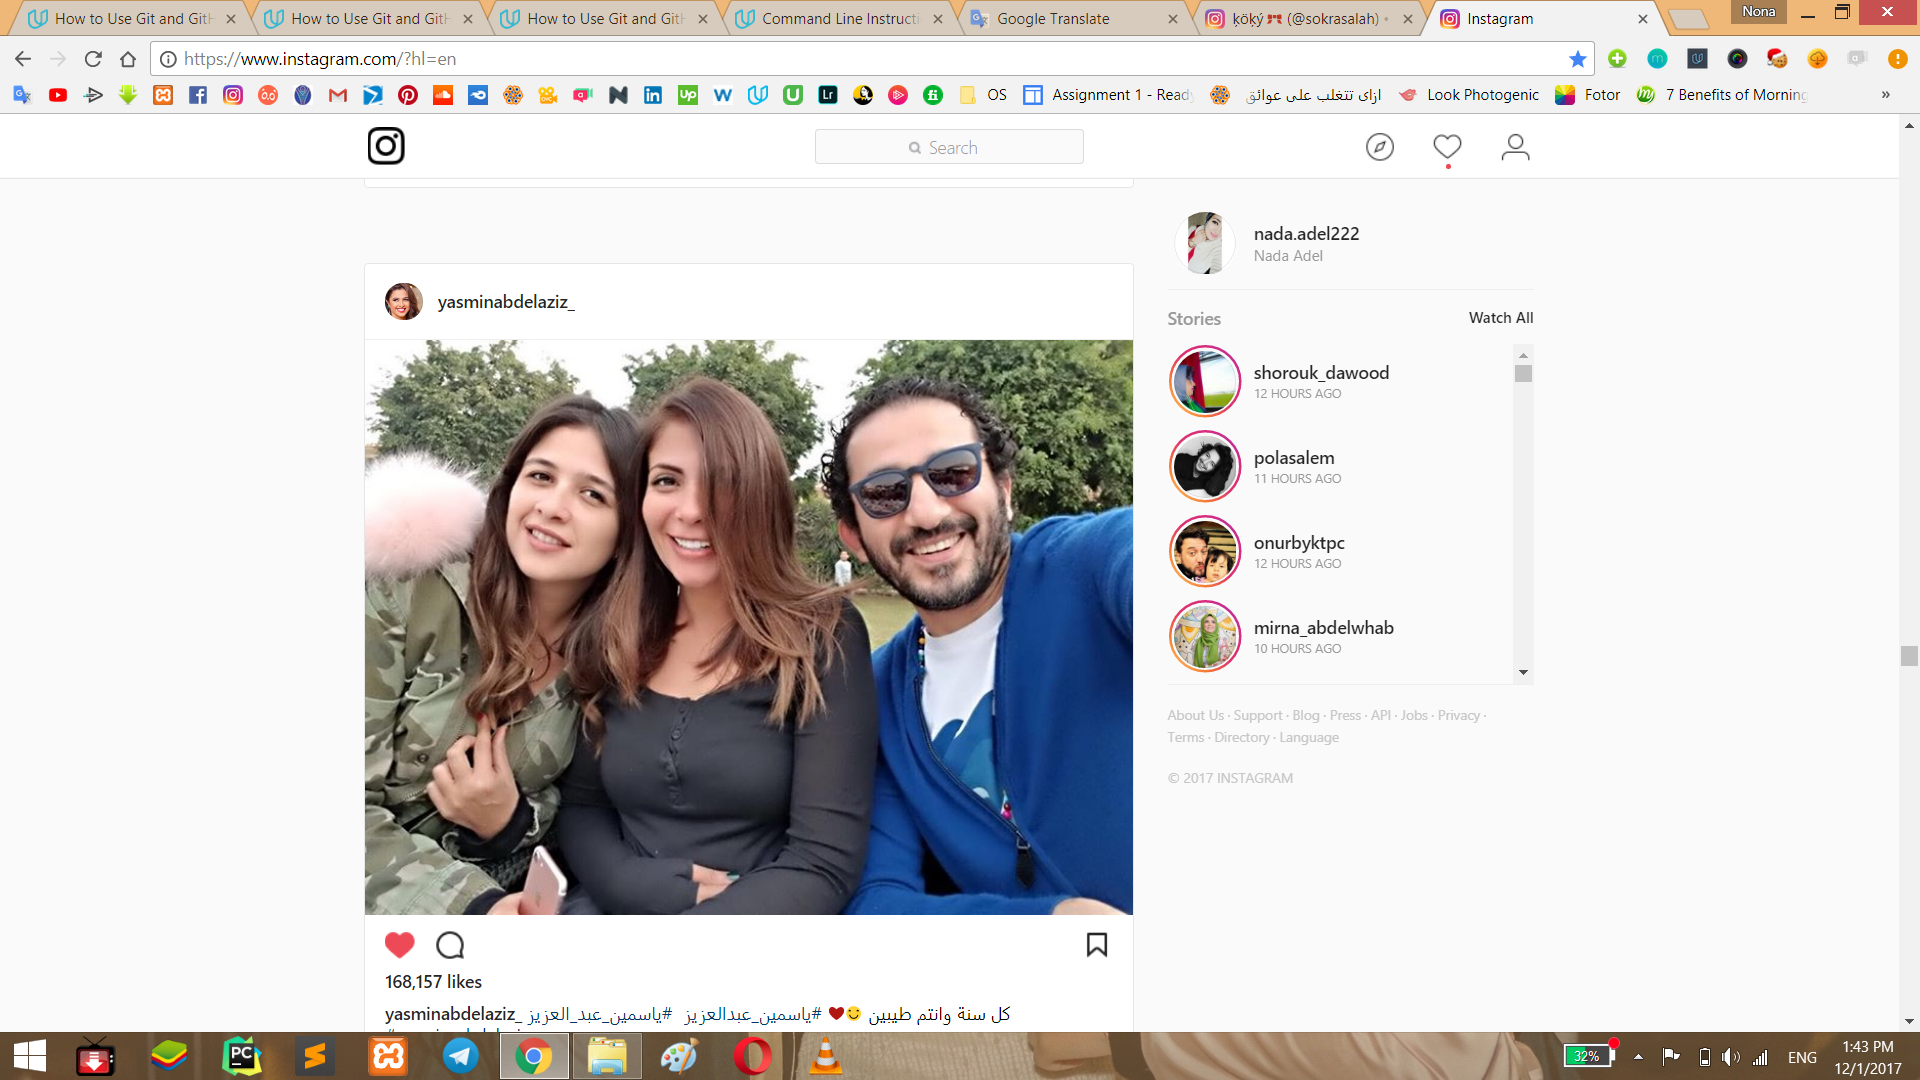 How to Use Git and GitH
How to Use Git and GitH
How to Use Git and GitH
Command Line Instructi
Google Translate
ķöķý (@sokrasalah) •
Instagram
Nona
https://www.instagram.com/?hl=en
OS
Assignment 1 - Ready
ازاى تتغلب على عوائق
Look Photogenic
Fotor
7 Benefits of Morning
»
Search
nada.adel222
Nada Adel
yasminabdelaziz_
Stories
Watch All
shorouk_dawood
12 HOURS AGO
polasalem
11 HOURS AGO
onurbyktpc
12 HOURS AGO
mirna_abdelwhab
10 HOURS AGO
About Us · Support · Blog · Press · API · Jobs · Privacy ·
Terms · Directory · Language
© 2017 INSTAGRAM
168,157 likes
yasminabdelaziz_ كل سنة وانتم طيبين 😊❤ #ياسمين_عبدالعزيز #ياسمين_عبد_العزيز
32%
ENG
1:43 PM
12/1/2017